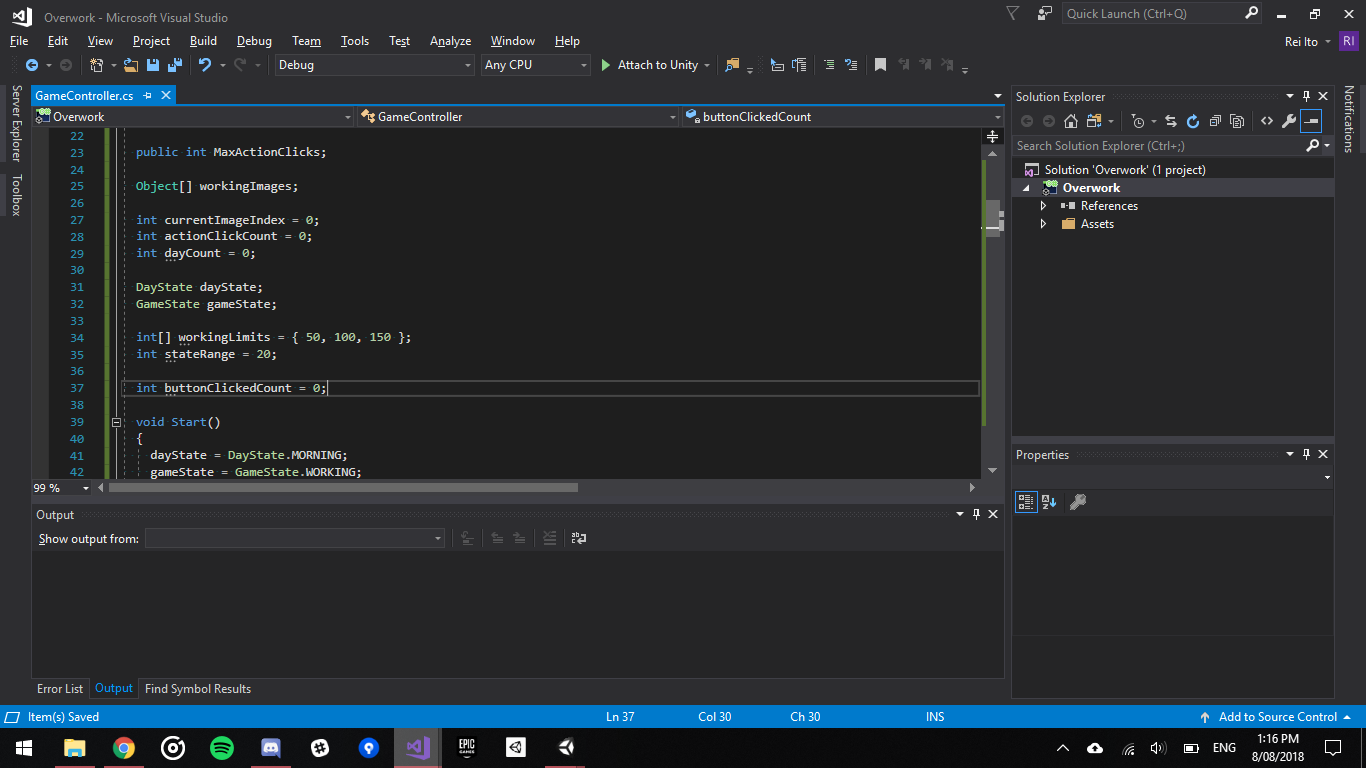 Overwork - Microsoft Visual Studio
Quick Launch (Ctrl+Q)
File Edit View Project Build Debug Team Tools Test Analyze Window Help
Rei Ito RI
Debug Any CPU Attach to Unity
Server Explorer
Toolbox
GameController.cs
Overwork GameController buttonClickedCount
22
23 public int MaxActionClicks;
24
25 Object[] workingImages;
26
27 int currentImageIndex = 0;
28 int actionClickCount = 0;
29 int dayCount = 0;
30
31 DayState dayState;
32 GameState gameState;
33
34 int[] workingLimits = { 50, 100, 150 };
35 int stateRange = 20;
36
37 int buttonClickedCount = 0;
38
39 void Start()
40 {
41 dayState = DayState.MORNING;
42 gameState = GameState.WORKING;
99 %
Output
Show output from:
Error List Output Find Symbol Results
Solution Explorer
Search Solution Explorer (Ctrl+;)
Solution 'Overwork' (1 project)
Overwork
References
Assets
Properties
Notifications
Item(s) Saved Ln 37 Col 30 Ch 30 INS Add to Source Control
EPIC
GAMES
ENG
1:16 PM
8/08/2018